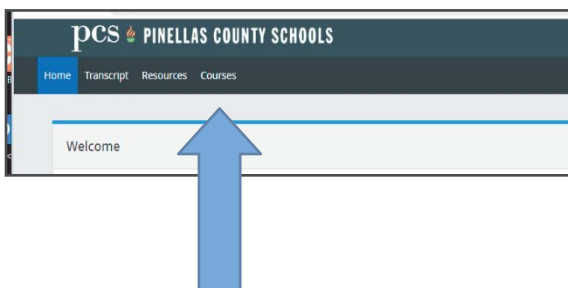 pcs PINELLAS COUNTY SCHOOLS
Home Transcript Resources Courses
Welcome